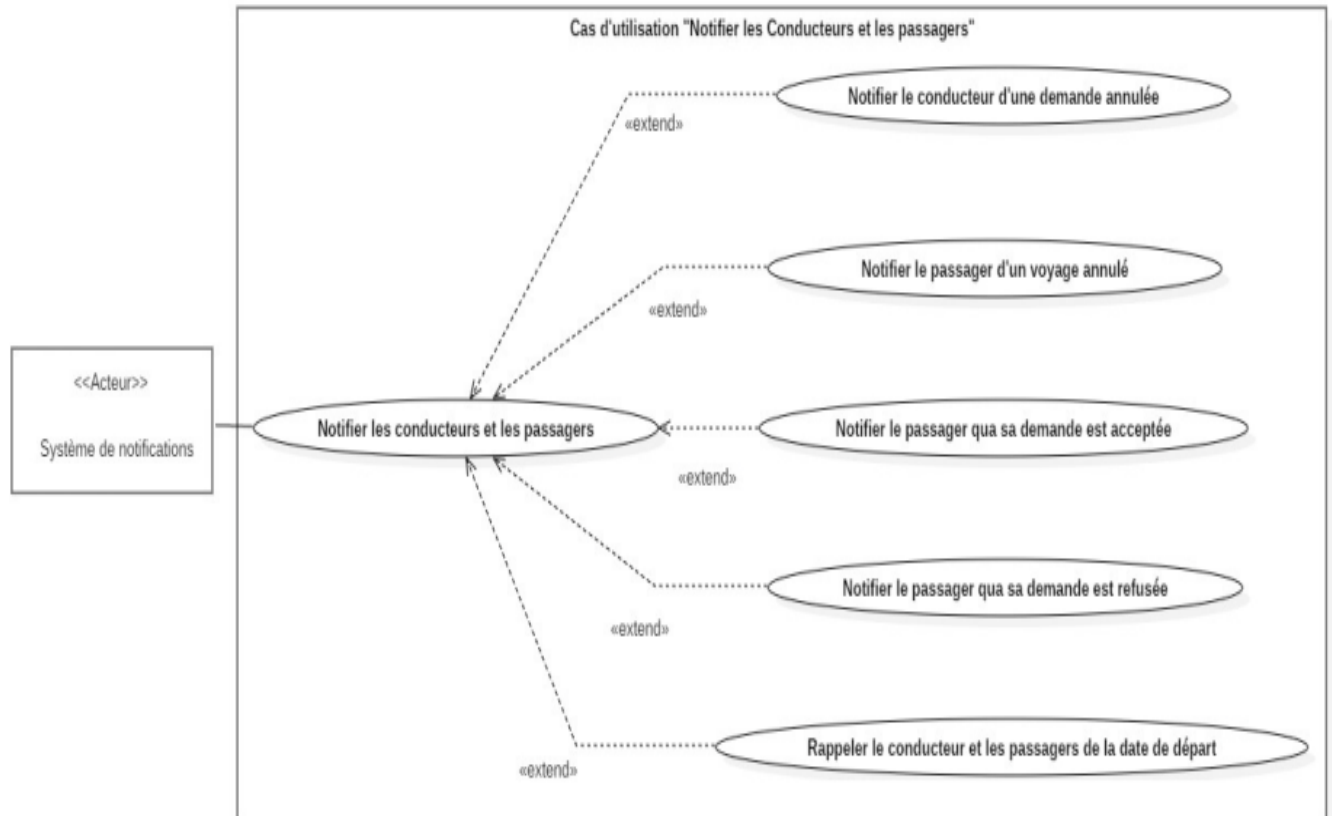 Cas d'utilisation "Notifier les Conducteurs et les passagers"
Notifier le conducteur d'une demande annulée
«extend»
Notifier le passager d'un voyage annulé
«extend»
<<Acteur>>
Système de notifications
Notifier les conducteurs et les passagers
Notifier le passager qua sa demande est acceptée
«extend»
Notifier le passager qua sa demande est refusée
«extend»
Rappeler le conducteur et les passagers de la date de départ
«extend»